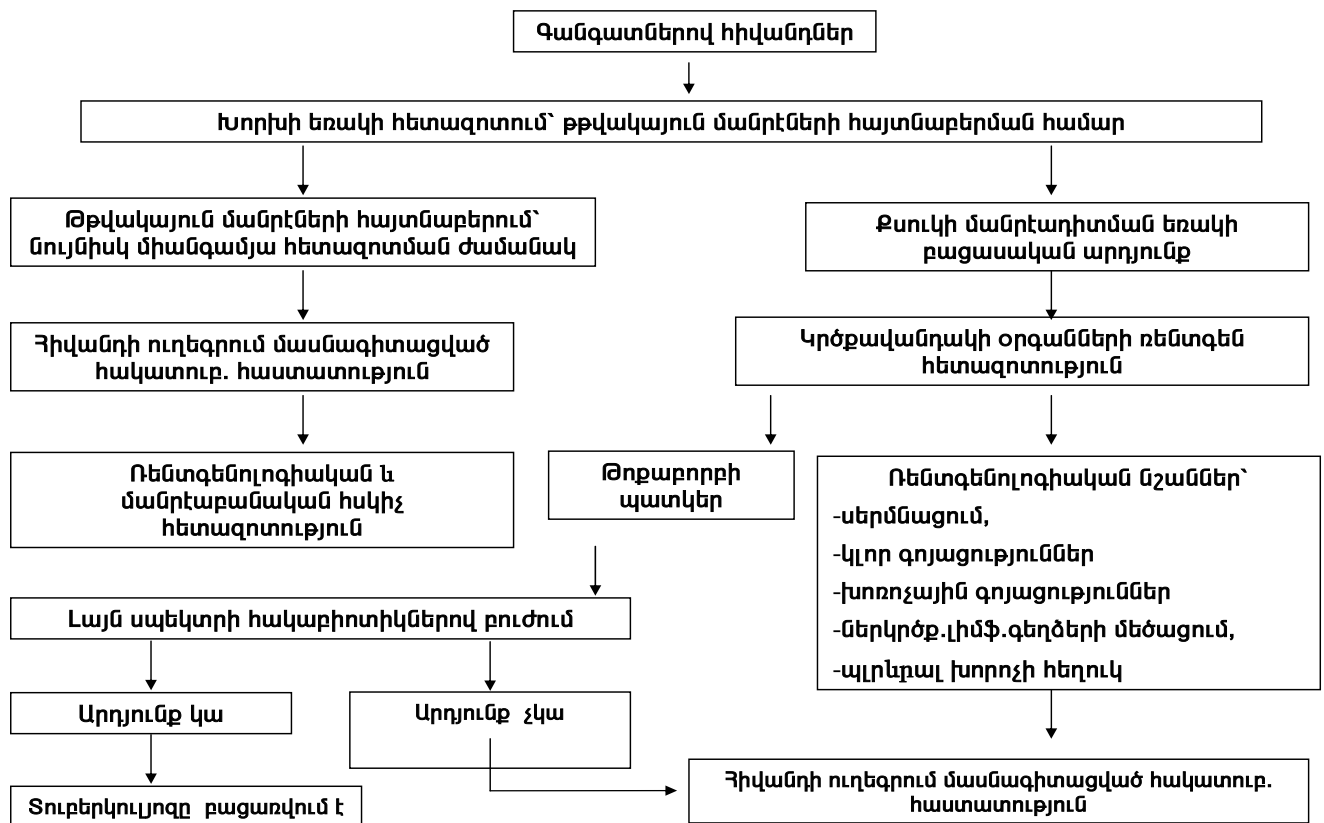 Գանգատներով հիվանդներ
Խորխի եռակի հետազոտում՝ թթվակայուն մանրէների հայտնաբերման համար
Թթվակայուն մանրէների հայտնաբերում՝
նույնիսկ միանգամյա հետազոտման ժամանակ
Քսուկի մանրէադիտման եռակի
բացասական արդյունք
Հիվանդի ուղեգրում մասնագիտացված
հակատուբ. հաստատություն
Կրծքավանդակի օրգանների ռենտգեն
հետազոտություն
Ռենտգենոլոգիական և
մանրէաբանական հսկիչ
հետազոտություն
Թոքաբորբի
պատկեր
Ռենտգենոլոգիական նշաններ՝
-սերմնացում,
-կլոր գոյացություններ
-խոռոչային գոյացություններ
-ներկրծք.լիմֆ.գեղձերի մեծացում,
-պլրևրալ խորոչի հեղուկ
Լայն սպեկտրի հակաբիոտիկներով բուժում
Արդյունք կա
Արդյունք չկա
Տուբերկուլյոզը բացառվում է
Հիվանդի ուղեգրում մասնագիտացված հակատուբ.
հաստատություն